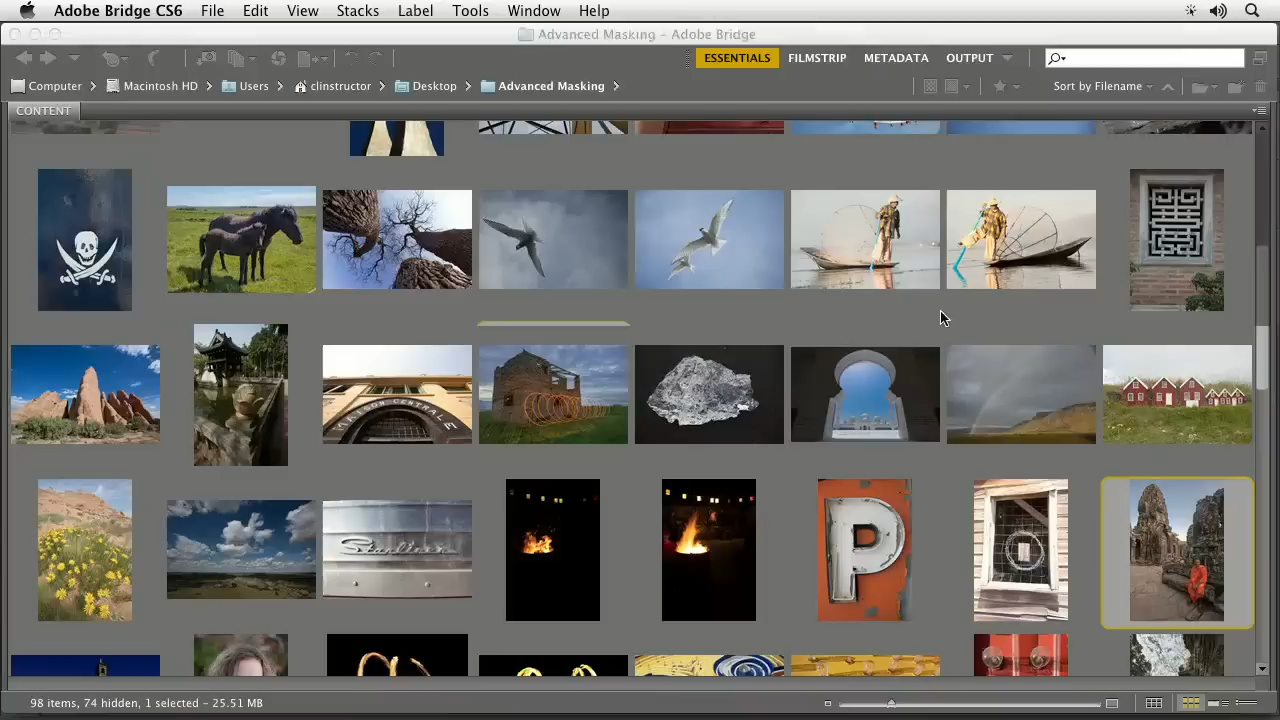 Adobe Bridge CS6 File Edit View Stacks Label Tools Window Help
Advanced Masking – Adobe Bridge
ESSENTIALS FILMSTRIP METADATA OUTPUT
Computer Macintosh HD Users clinstructor Desktop Advanced Masking Sort by Filename
CONTENT
Starliner
P
98 items, 74 hidden, 1 selected – 25.51 MB